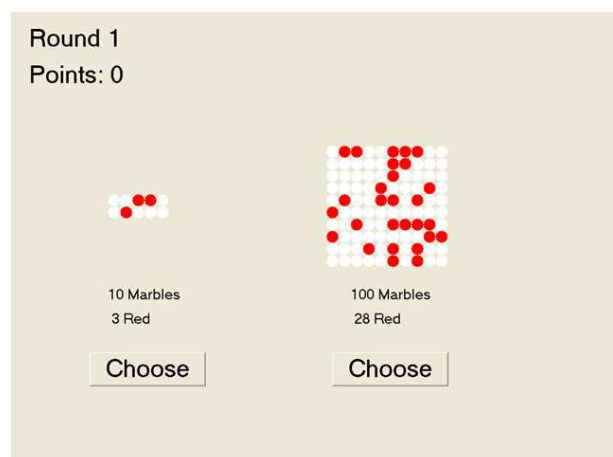 Round 1
Points: 0
10 Marbles
3 Red
Choose
100 Marbles
28 Red
Choose